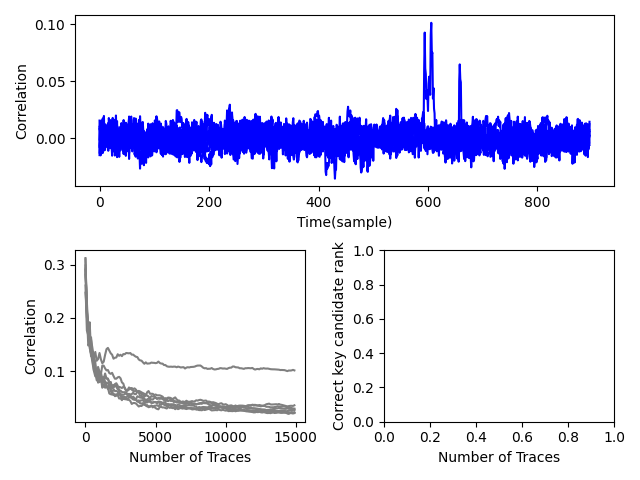 0.10
0.05
0.00
Correlation
0 200 400 600 800
Time(sample)
0.3
0.2
0.1
Correlation
0 5000 10000 15000
Number of Traces
1.0
0.8
0.6
0.4
0.2
0.0
Correct key candidate rank
0.0 0.2 0.4 0.6 0.8 1.0
Number of Traces